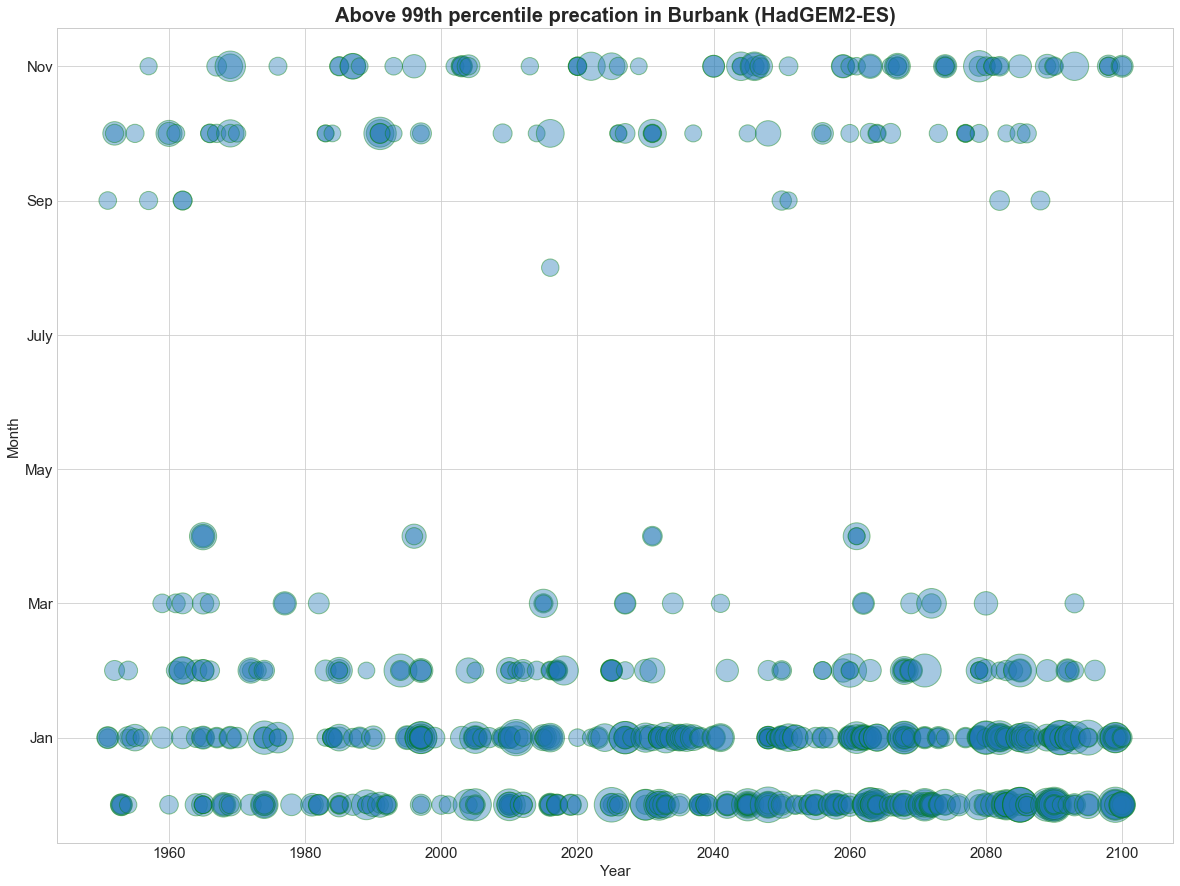 Above 99th percentile precation in Burbank (HadGEM2-ES)
Nov
Sep
July
May
Mar
Jan
Month
1960 1980 2000 2020 2040 2060 2080 2100
Year